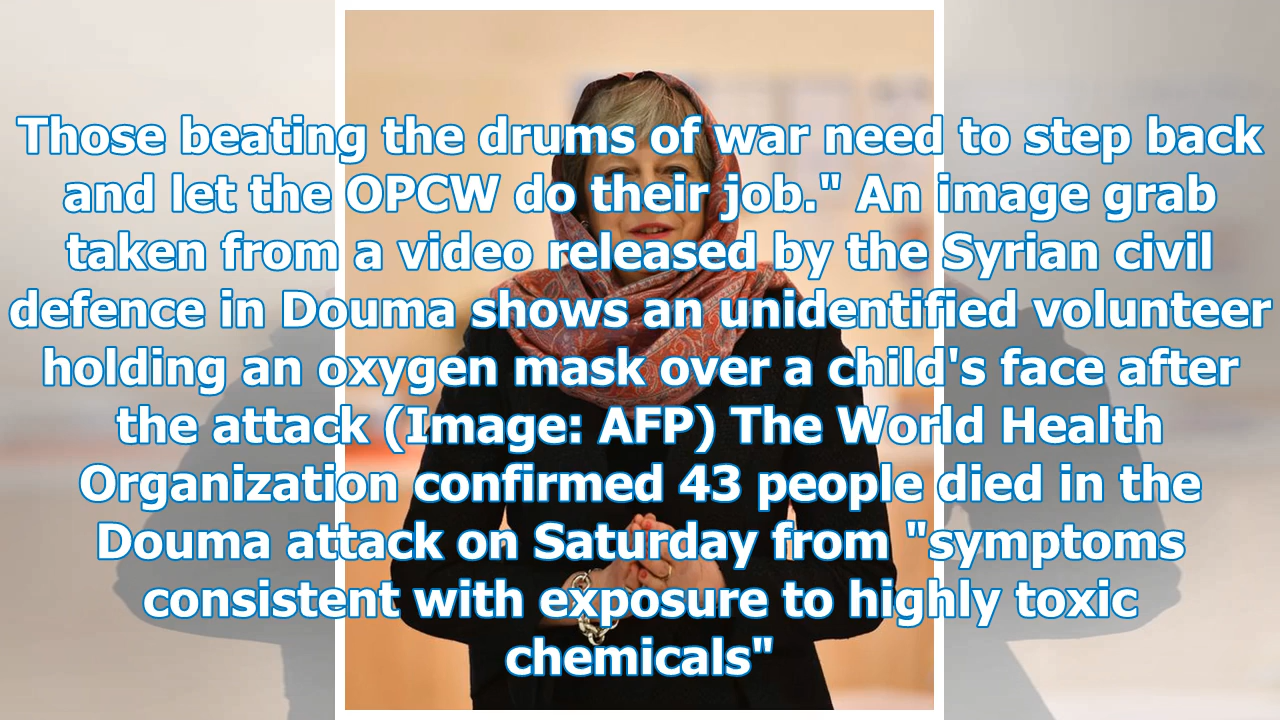 Those beating the drums of war need to step back
and let the OPCW do their job." An image grab
taken from a video released by the Syrian civil
defence in Douma shows an unidentified volunteer
holding an oxygen mask over a child's face after
the attack (Image: AFP) The World Health
Organization confirmed 43 people died in the
Douma attack on Saturday from "symptoms
consistent with exposure to highly toxic
chemicals"